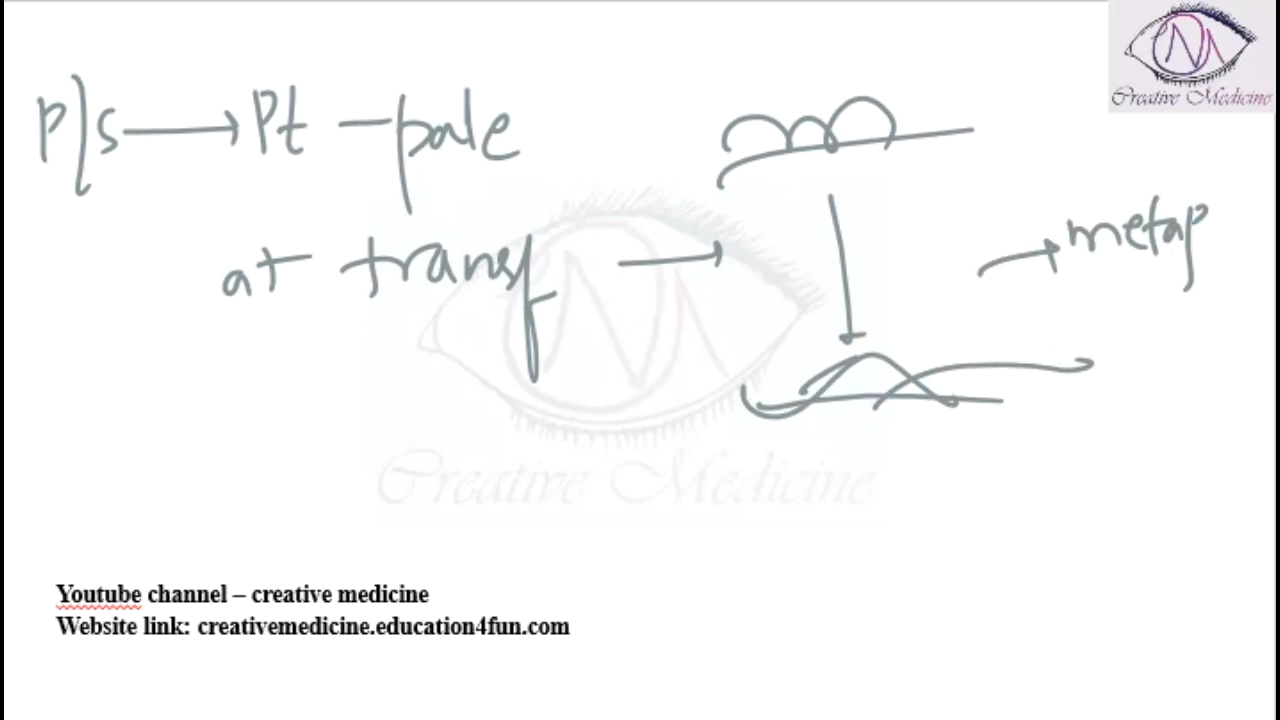 Creative Medicine
P/s → Pt - pale
at transf →
→ metap
Creative Medicine
Youtube channel – creative medicine
Website link: creativemedicine.education4fun.com